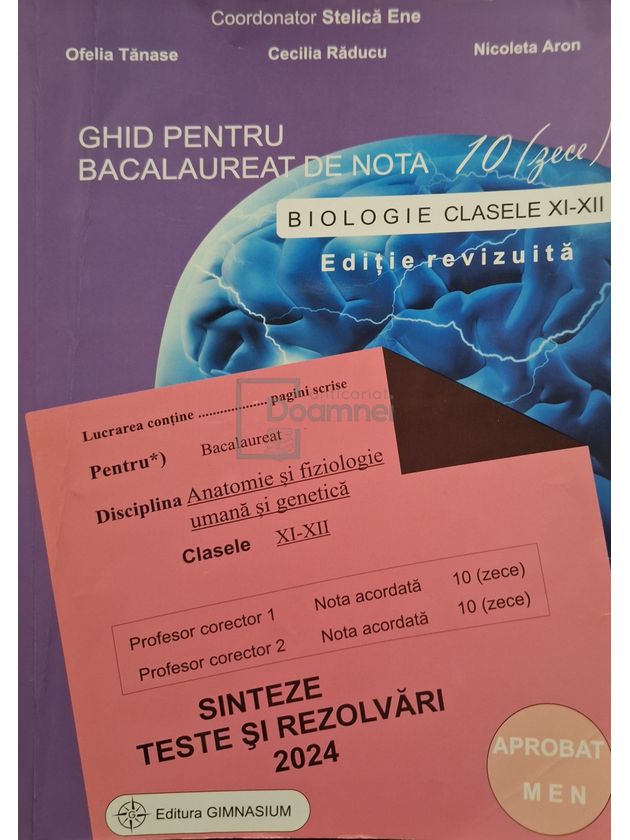 Coordonator Stelică Ene
Ofelia Tănase Cecilia Răducu Nicoleta Aron
GHID PENTRU
BACALAUREAT DE NOTA 10 (zece)
BIOLOGIE CLASELE XI-XII
Ediție revizuită
Lucrarea conține ................... pagini scrise
Pentru*) Bacalaureat
Disciplina Anatomie și fiziologie
umană și genetică
Clasele XI-XII
anticariat
Doamnei
Profesor corector 1 Nota acordată 10 (zece)
Profesor corector 2 Nota acordată 10 (zece)
SINTEZE
TESTE ȘI REZOLVĂRI
2024
APROBAT
MEN
G
Editura GIMNASIUM